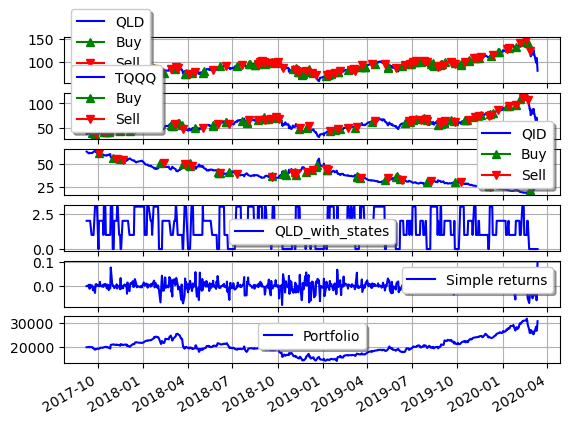 QLD
Buy
Sell
150
100
TQQQ
Buy
Sell
100
50
QID
Buy
Sell
50
25
QLD_with_states
2.5
0.0
Simple returns
0.1
0.0
Portfolio
30000
20000
2017-10 2018-01 2018-04 2018-07 2018-10 2019-01 2019-04 2019-07 2019-10 2020-01 2020-04